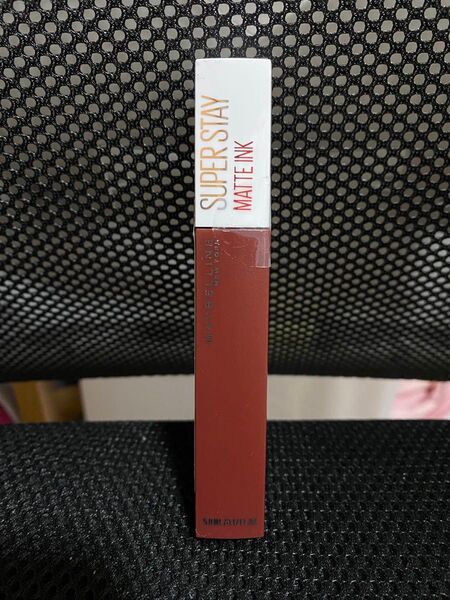 SUPER STAY
MATTE INK
MAYBELLINE
NEW YORK